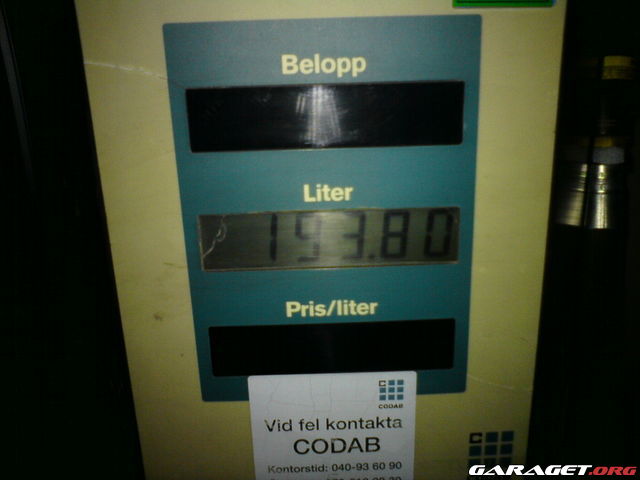 Belopp
Liter
193.80
Pris/liter
C
CODAB
Vid fel kontakta
CODAB
Kontorstid: 040-93 60 90
C
GARAGET.ORG